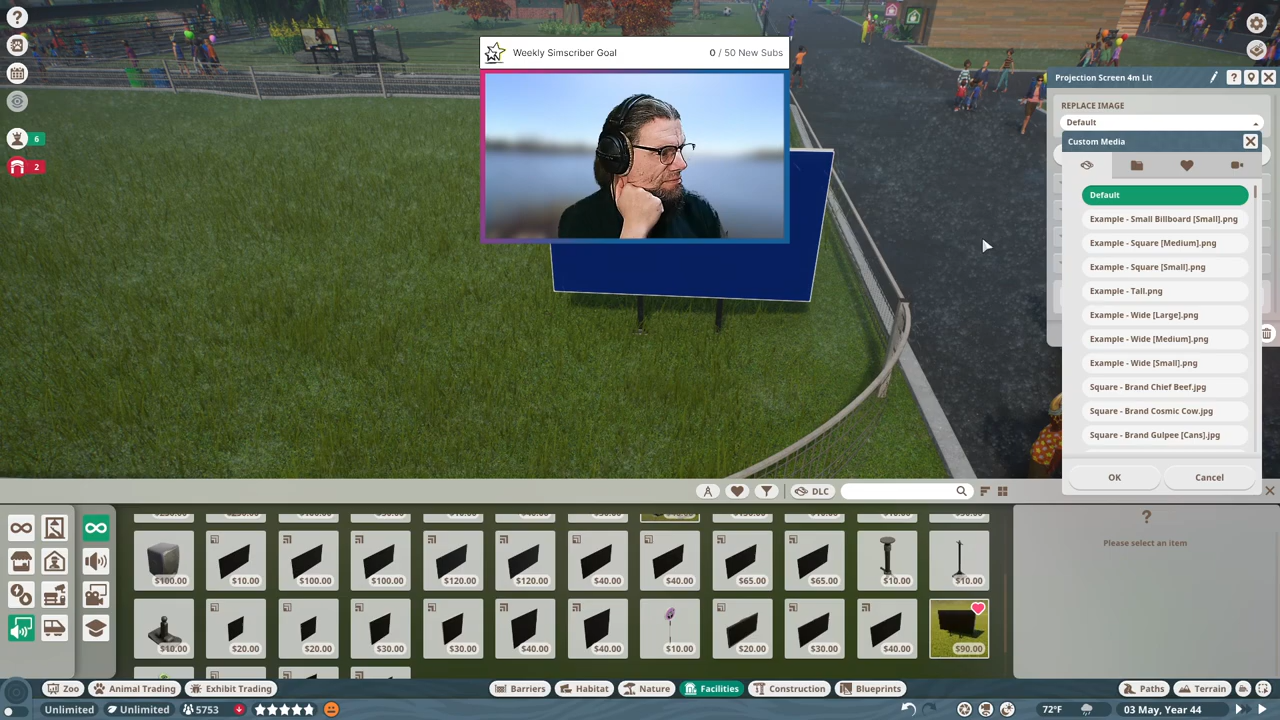 Weekly Simscriber Goal
0 / 50 New Subs
Projection Screen 4m Lit
?
REPLACE IMAGE
Default
Custom Media
Default
Example - Small Billboard [Small].png
Example - Square [Medium].png
Example - Square [Small].png
Example - Tall.png
Example - Wide [Large].png
Example - Wide [Medium].png
Example - Wide [Small].png
Square - Brand Chief Beef.jpg
Square - Brand Cosmic Cow.jpg
Square - Brand Gulpee [Cans].jpg
OK
Cancel
?
6
2
DLC
$100.00
$10.00
$100.00
$100.00
$120.00
$120.00
$40.00
$40.00
$65.00
$65.00
$10.00
$10.00
$10.00
$20.00
$20.00
$30.00
$30.00
$40.00
$40.00
$10.00
$20.00
$30.00
$40.00
$90.00
?
Please select an item
Zoo
Animal Trading
Exhibit Trading
Barriers
Habitat
Nature
Facilities
Construction
Blueprints
Paths
Terrain
Unlimited
Unlimited
5753
72°F
03 May, Year 44